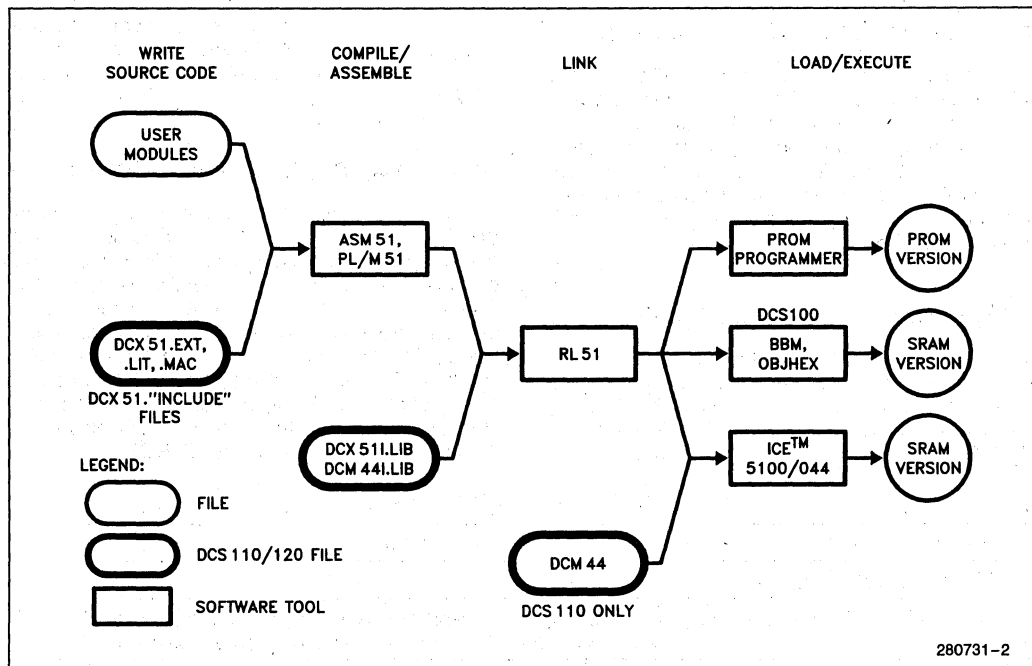 WRITE
SOURCE CODE
COMPILE/
ASSEMBLE
LINK
LOAD/EXECUTE
USER
MODULES
ASM 51,
PL/M 51
PROM
PROGRAMMER
PROM
VERSION
DCX 51.EXT,
.LIT, .MAC
DCX 51."INCLUDE"
FILES
RL 51
DCS100
BBM,
OBJHEX
SRAM
VERSION
DCX 51I.LIB
DCM 44I.LIB
ICE™
5100/044
SRAM
VERSION
DCM 44
DCS 110 ONLY
LEGEND:
FILE
DCS 110/120 FILE
SOFTWARE TOOL
280731-2